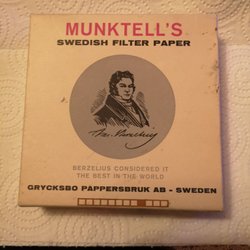 MUNKTELL'S
SWEDISH FILTER PAPER
BERZELIUS CONSIDERED IT
THE BEST IN THE WORLD
GRYCKSBO PAPPERSBRUK AB - SWEDEN